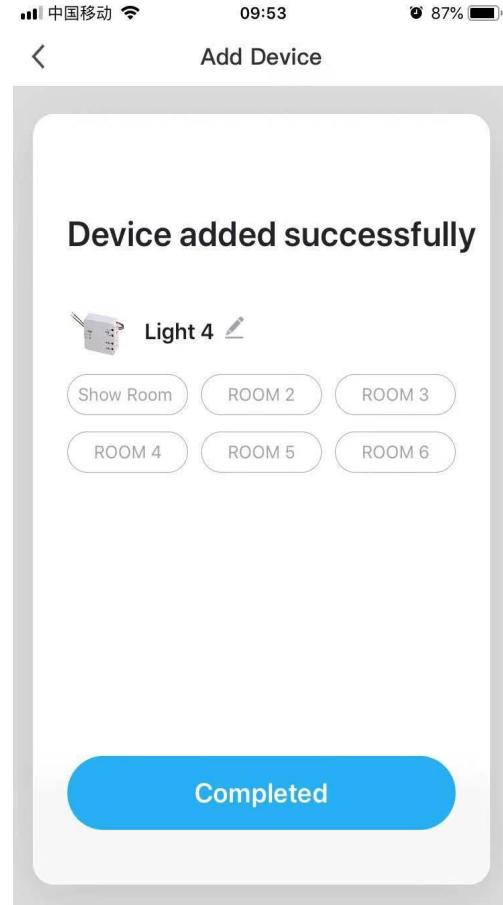 中国移动 09:53 87%
Add Device
Device added successfully
Light 4
Show Room ROOM 2 ROOM 3
ROOM 4 ROOM 5 ROOM 6
Completed